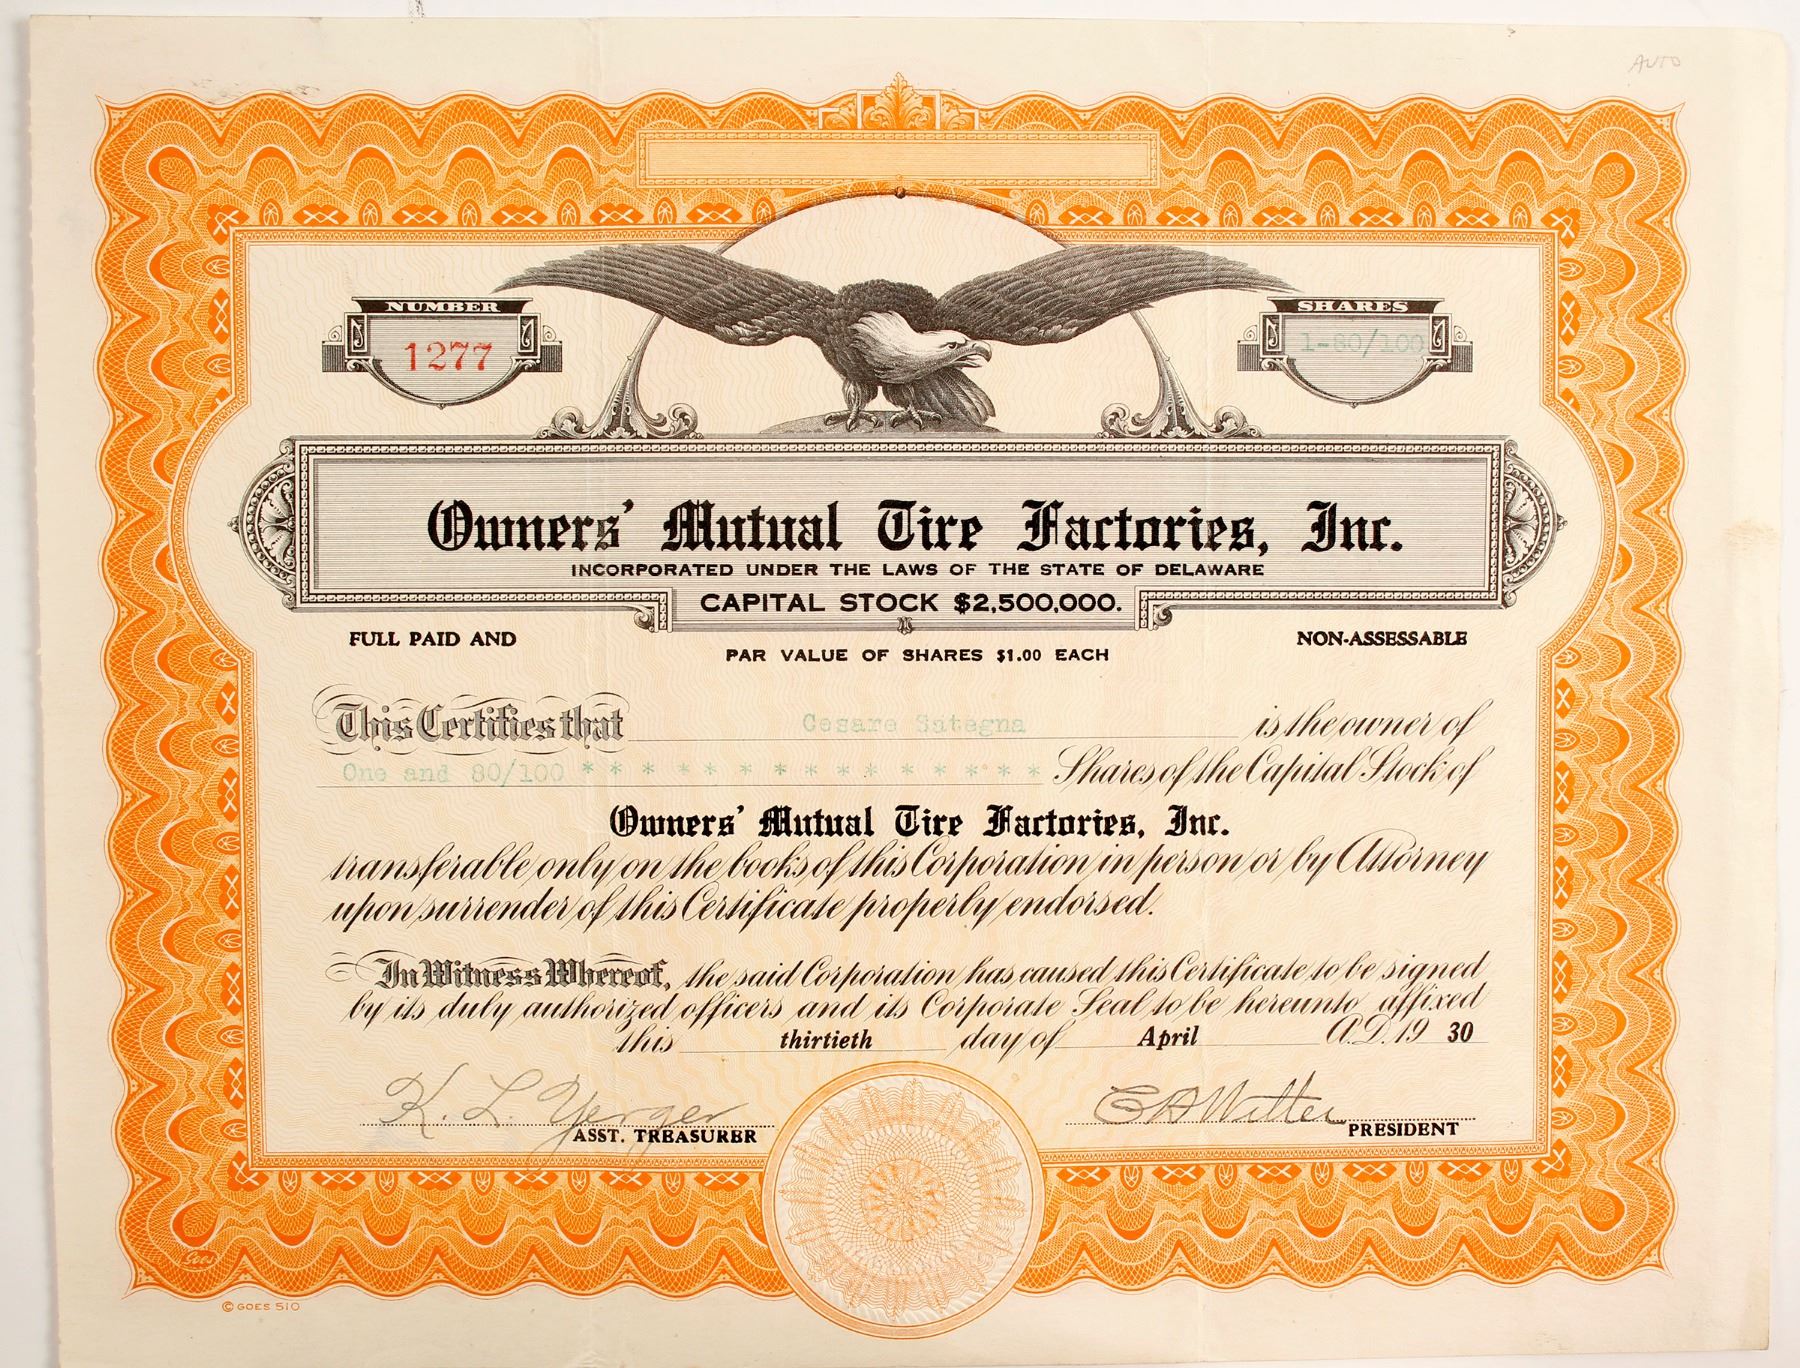 AUTO
NUMBER
1277
SHARES
1-80/100
Owners' Mutual Tire Factories, Inc.
INCORPORATED UNDER THE LAWS OF THE STATE OF DELAWARE
CAPITAL STOCK $2,500,000.
FULL PAID AND
NON-ASSESSABLE
PAR VALUE OF SHARES $1.00 EACH
This Certifies that Cesare Sategna is the owner of
One and 80/100 * * * * * * * * * * * * * * * * Shares of the Capital Stock of
Owners' Mutual Tire Factories, Inc.
transferable only on the books of this Corporation in person or by Attorney
upon surrender of this Certificate properly endorsed.
In Witness Whereof, the said Corporation has caused this Certificate to be signed
by its duly authorized officers and its Corporate Seal to be hereunto affixed
this thirtieth day of April A.D. 19 30
K. L. Yerger
ASST. TREASURER
E A Witter
PRESIDENT
Goes
© GOES 510